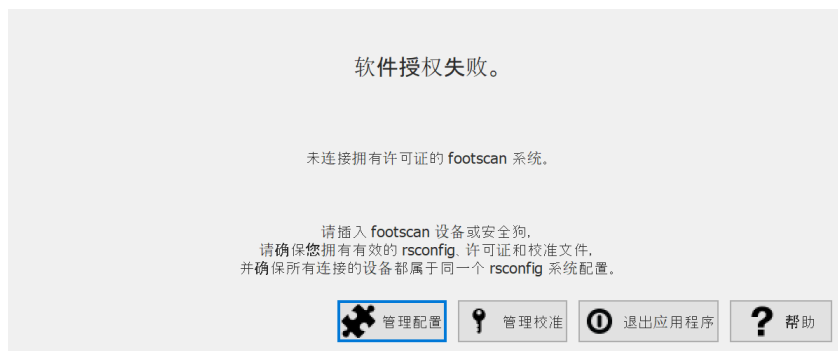 软件授权失败。
未连接拥有许可证的 footscan 系统。
请插入 footscan 设备或安全狗,
请确保您拥有有效的 rsconfig、许可证和校准文件,
并确保所有连接的设备都属于同一个 rsconfig 系统配置。
管理配置
管理校准
退出应用程序
帮助